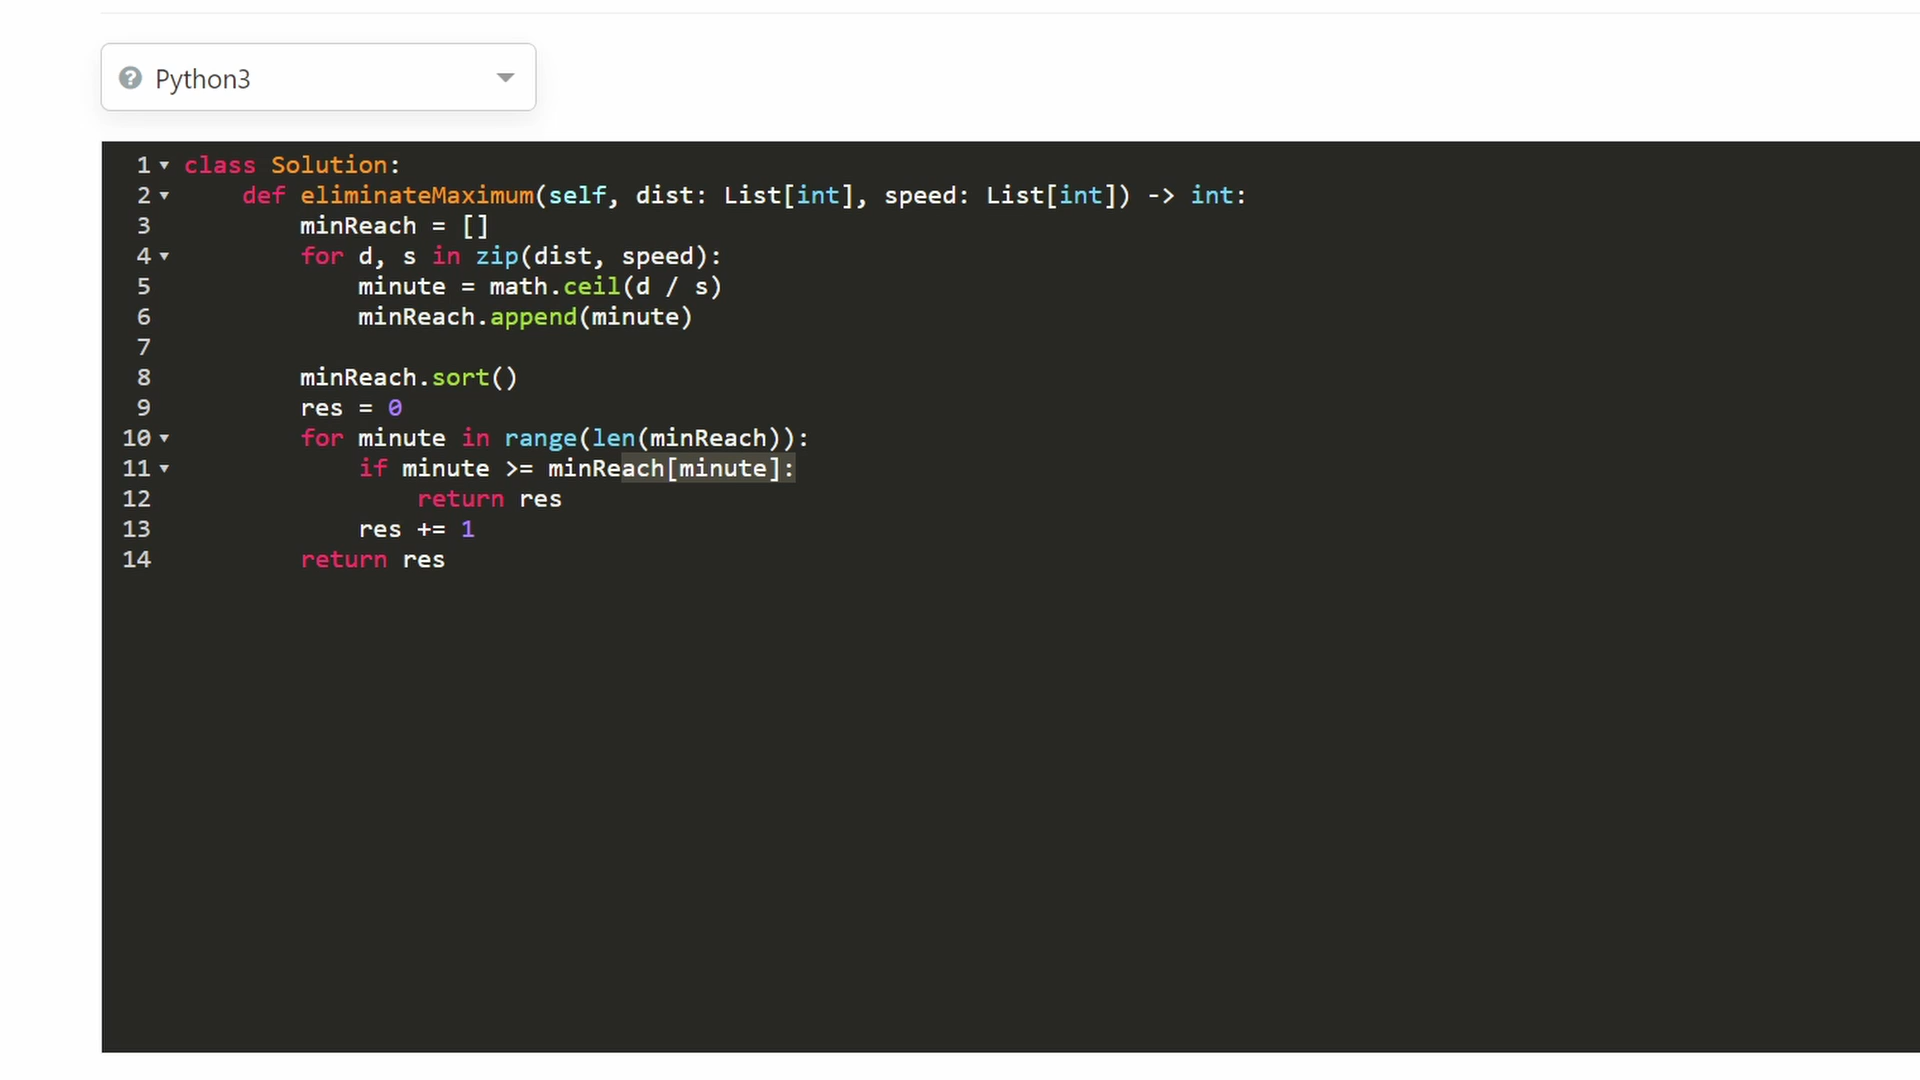 Python3
1 class Solution:
2     def eliminateMaximum(self, dist: List[int], speed: List[int]) -> int:
3         minReach = []
4         for d, s in zip(dist, speed):
5             minute = math.ceil(d / s)
6             minReach.append(minute)
7
8         minReach.sort()
9         res = 0
10         for minute in range(len(minReach)):
11             if minute >= minReach[minute]:
12                 return res
13             res += 1
14         return res